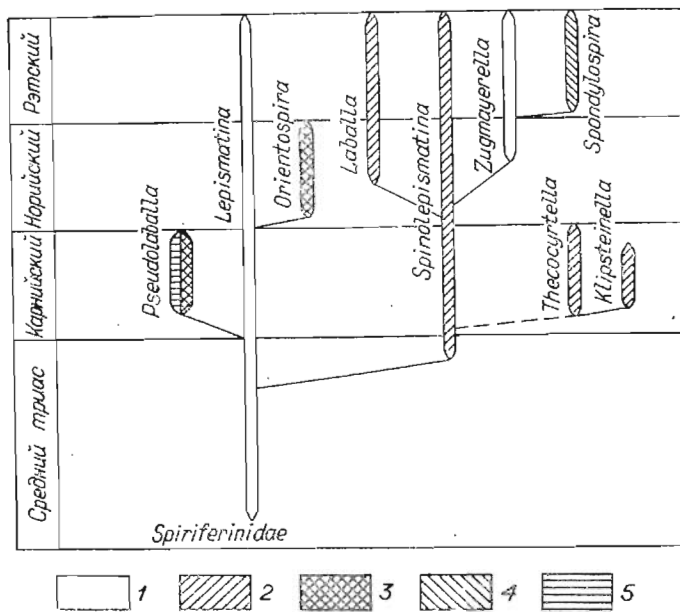 Рэтский
Норийский
Карнийский
Средний триас
Pseudolaballa
Lepismatina
Orientospira
Laballa
Spinolepismatina
Zugmayerella
Spondylospira
Thecocyrtella
Klipsteinella
Spiriferinidae
1 2 3 4 5